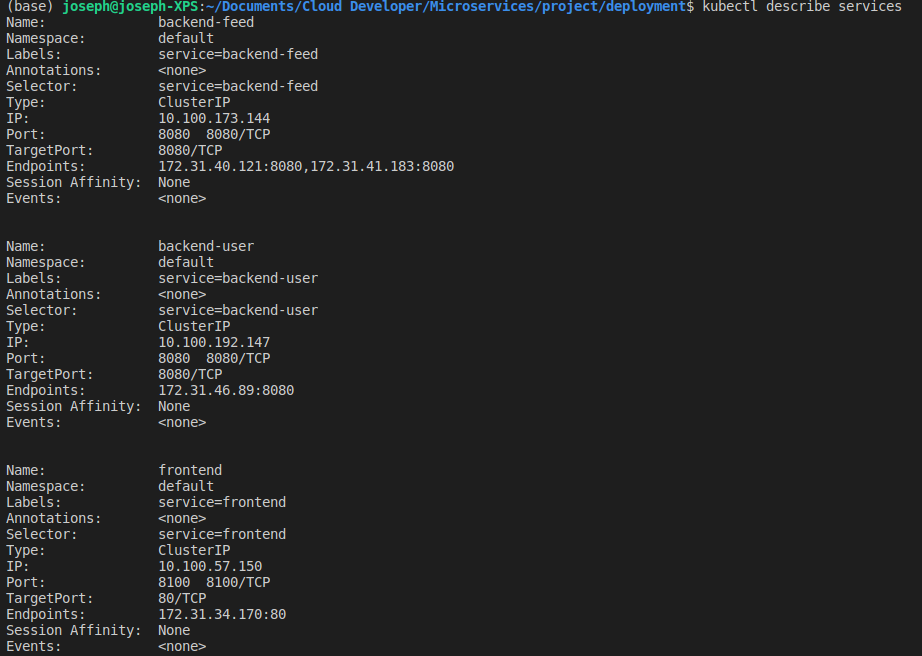 (base) joseph@joseph-XPS:~/Documents/Cloud Developer/Microservices/project/deployment$ kubectl describe services
Name:              backend-feed
Namespace:         default
Labels:            service=backend-feed
Annotations:       <none>
Selector:          service=backend-feed
Type:              ClusterIP
IP:                10.100.173.144
Port:              8080  8080/TCP
TargetPort:        8080/TCP
Endpoints:         172.31.40.121:8080,172.31.41.183:8080
Session Affinity:  None
Events:            <none>
Name:              backend-user
Namespace:         default
Labels:            service=backend-user
Annotations:       <none>
Selector:          service=backend-user
Type:              ClusterIP
IP:                10.100.192.147
Port:              8080  8080/TCP
TargetPort:        8080/TCP
Endpoints:         172.31.46.89:8080
Session Affinity:  None
Events:            <none>
Name:              frontend
Namespace:         default
Labels:            service=frontend
Annotations:       <none>
Selector:          service=frontend
Type:              ClusterIP
IP:                10.100.57.150
Port:              8100  8100/TCP
TargetPort:        80/TCP
Endpoints:         172.31.34.170:80
Session Affinity:  None
Events:            <none>